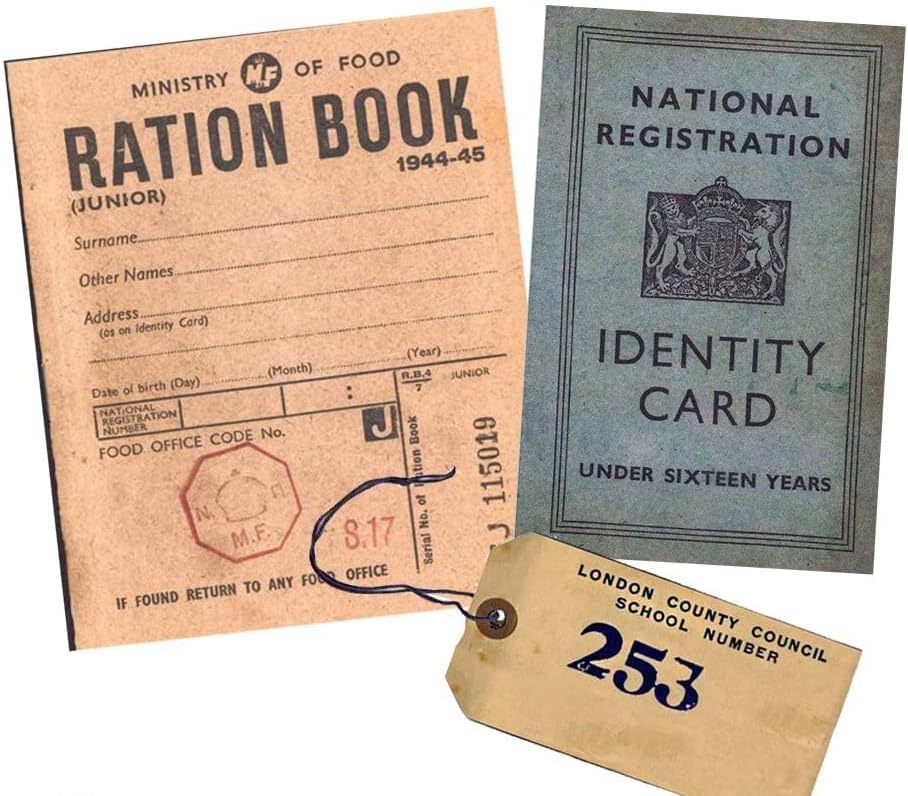 MINISTRY MF OF FOOD
RATION BOOK
1944-45
(JUNIOR)
Surname
Other Names
Address
(as on Identity Card)
Date of birth (Day) (Month) (Year)
NATIONAL
REGISTRATION
NUMBER
:
J
R.B.4
7
JUNIOR
FOOD OFFICE CODE No.
Serial No. of Ration Book
J 115019
N.
M.F.
S.17
IF FOUND RETURN TO ANY FOOD OFFICE
NATIONAL
REGISTRATION
IDENTITY
CARD
UNDER SIXTEEN YEARS
LONDON COUNTY COUNCIL
SCHOOL NUMBER
253